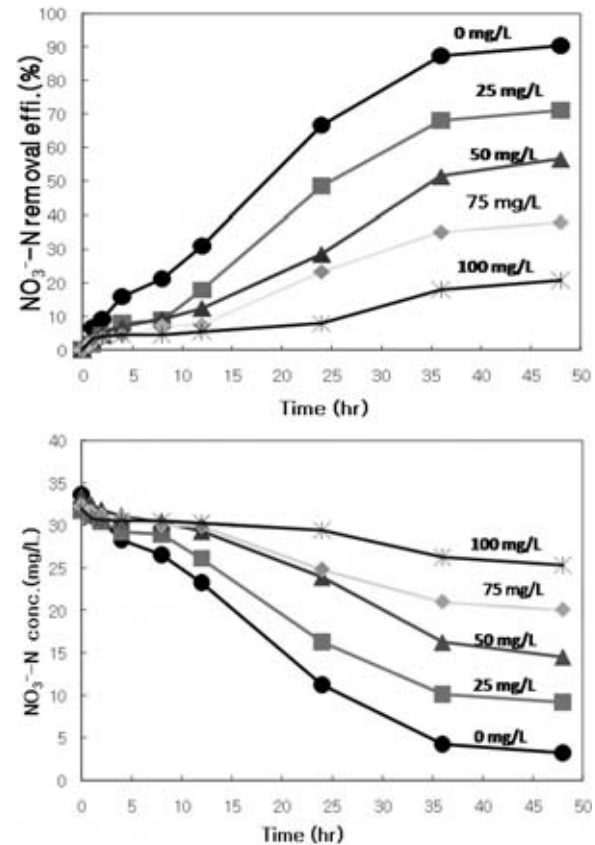 NO₃⁻-N removal effi.(%)
100
90
80
70
60
50
40
30
20
10
0
0 mg/L
25 mg/L
50 mg/L
75 mg/L
100 mg/L
0 5 10 15 20 25 30 35 40 45 50
Time (hr)
NO₃⁻-N conc.(mg/L)
40
35
30
25
20
15
10
5
0
100 mg/L
75 mg/L
50 mg/L
25 mg/L
0 mg/L
0 5 10 15 20 25 30 35 40 45 50
Time (hr)